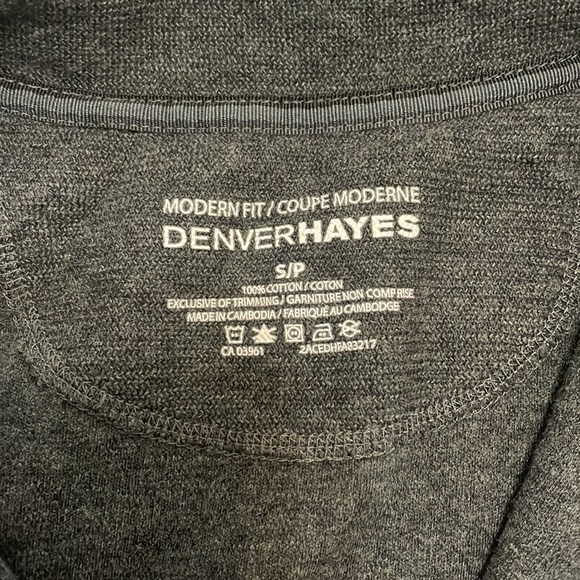 MODERN FIT / COUPE MODERNE
DENVERHAYES
S/P
100% COTTON / COTON
EXCLUSIVE OF TRIMMING / GARNITURE NON COMPRISE
MADE IN CAMBODIA / FABRIQUÉ AU CAMBODGE
CA 03961 2ACEDHFA83217